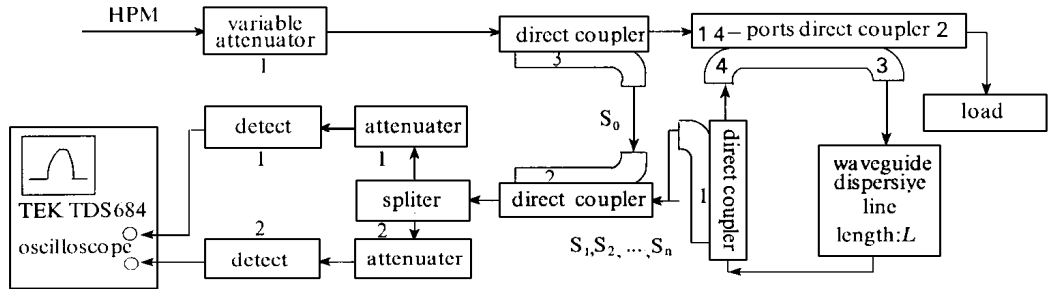 HPM
variable
attenuator
1
direct coupler
3
1 4- ports direct coupler 2
4
3
load
S0
detect
1
attenuater
1
2
direct coupler
1
direct coupler
waveguide
dispersive
line
length:L
TEK TDS684
oscilloscope
spliter
S1,S2, ...,Sn
2
detect
2
attenuater